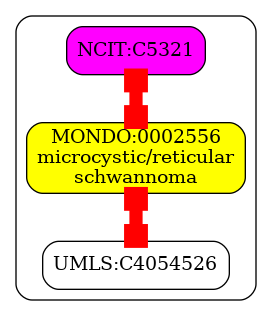 NCIT:C5321
MONDO:0002556
microcystic/reticular
schwannoma
UMLS:C4054526